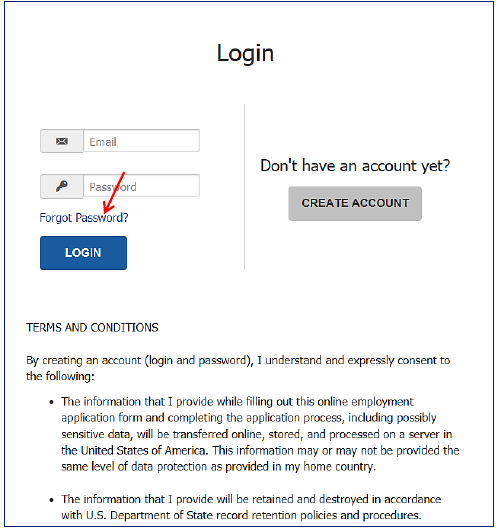 Login
Email
Password
Forgot Password?
LOGIN
Don't have an account yet?
CREATE ACCOUNT
TERMS AND CONDITIONS
By creating an account (login and password), I understand and expressly consent to
the following:
• The information that I provide while filling out this online employment
application form and completing the application process, including possibly
sensitive data, will be transferred online, stored, and processed on a server in
the United States of America. This information may or may not be provided the
same level of data protection as provided in my home country.
• The information that I provide will be retained and destroyed in accordance
with U.S. Department of State record retention policies and procedures.